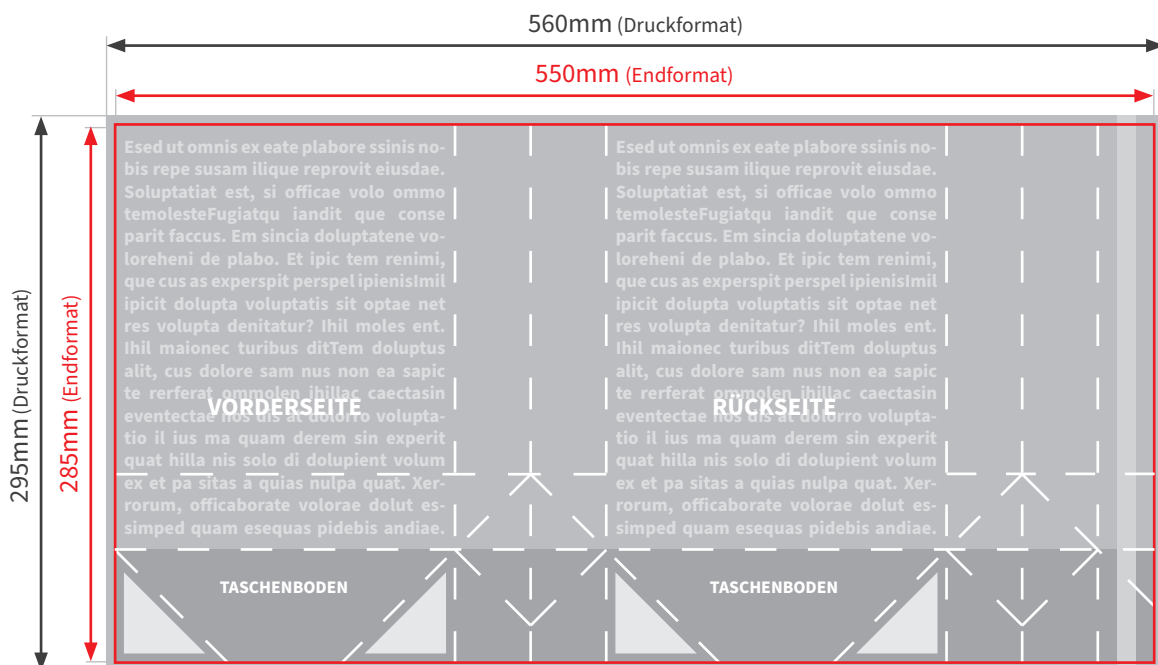 560mm (Druckformat)
550mm (Endformat)
295mm (Druckformat)
285mm (Endformat)
Esed ut omnis ex eate plabore ssinis no-
bis repe susam ilique reprovit eiusdae.
Soluptatiat est, si officae volo ommo
temolesteFugiatqu iandit que conse
parit faccus. Em sincia doluptatene vo-
loreheni de plabo. Et ipic tem renimi,
que cus as experspit perspel ipienisImil
ipicit dolupta voluptatis sit optae net
res volupta denitatur? Ihil moles ent.
Ihil maionec turibus ditTem doluptus
alit, cus dolore sam nus non ea sapic
te rerferat ommolen ihillac caectasin
eventectae nos dis at dolorro volupta-
tio il ius ma quam derem sin experit
quat hilla nis solo di dolupient volum
ex et pa sitas a quias nulpa quat. Xer-
rorum, officaborate volorae dolut es-
simped quam esequas pidebis andiae.
VORDERSEITE
TASCHENBODEN
Esed ut omnis ex eate plabore ssinis no-
bis repe susam ilique reprovit eiusdae.
Soluptatiat est, si officae volo ommo
temolesteFugiatqu iandit que conse
parit faccus. Em sincia doluptatene vo-
loreheni de plabo. Et ipic tem renimi,
que cus as experspit perspel ipienisImil
ipicit dolupta voluptatis sit optae net
res volupta denitatur? Ihil moles ent.
Ihil maionec turibus ditTem doluptus
alit, cus dolore sam nus non ea sapic
te rerferat ommolen ihillac caectasin
eventectae nos dis at dolorro volupta-
tio il ius ma quam derem sin experit
quat hilla nis solo di dolupient volum
ex et pa sitas a quias nulpa quat. Xer-
rorum, officaborate volorae dolut es-
simped quam esequas pidebis andiae.
RÜCKSEITE
TASCHENBODEN